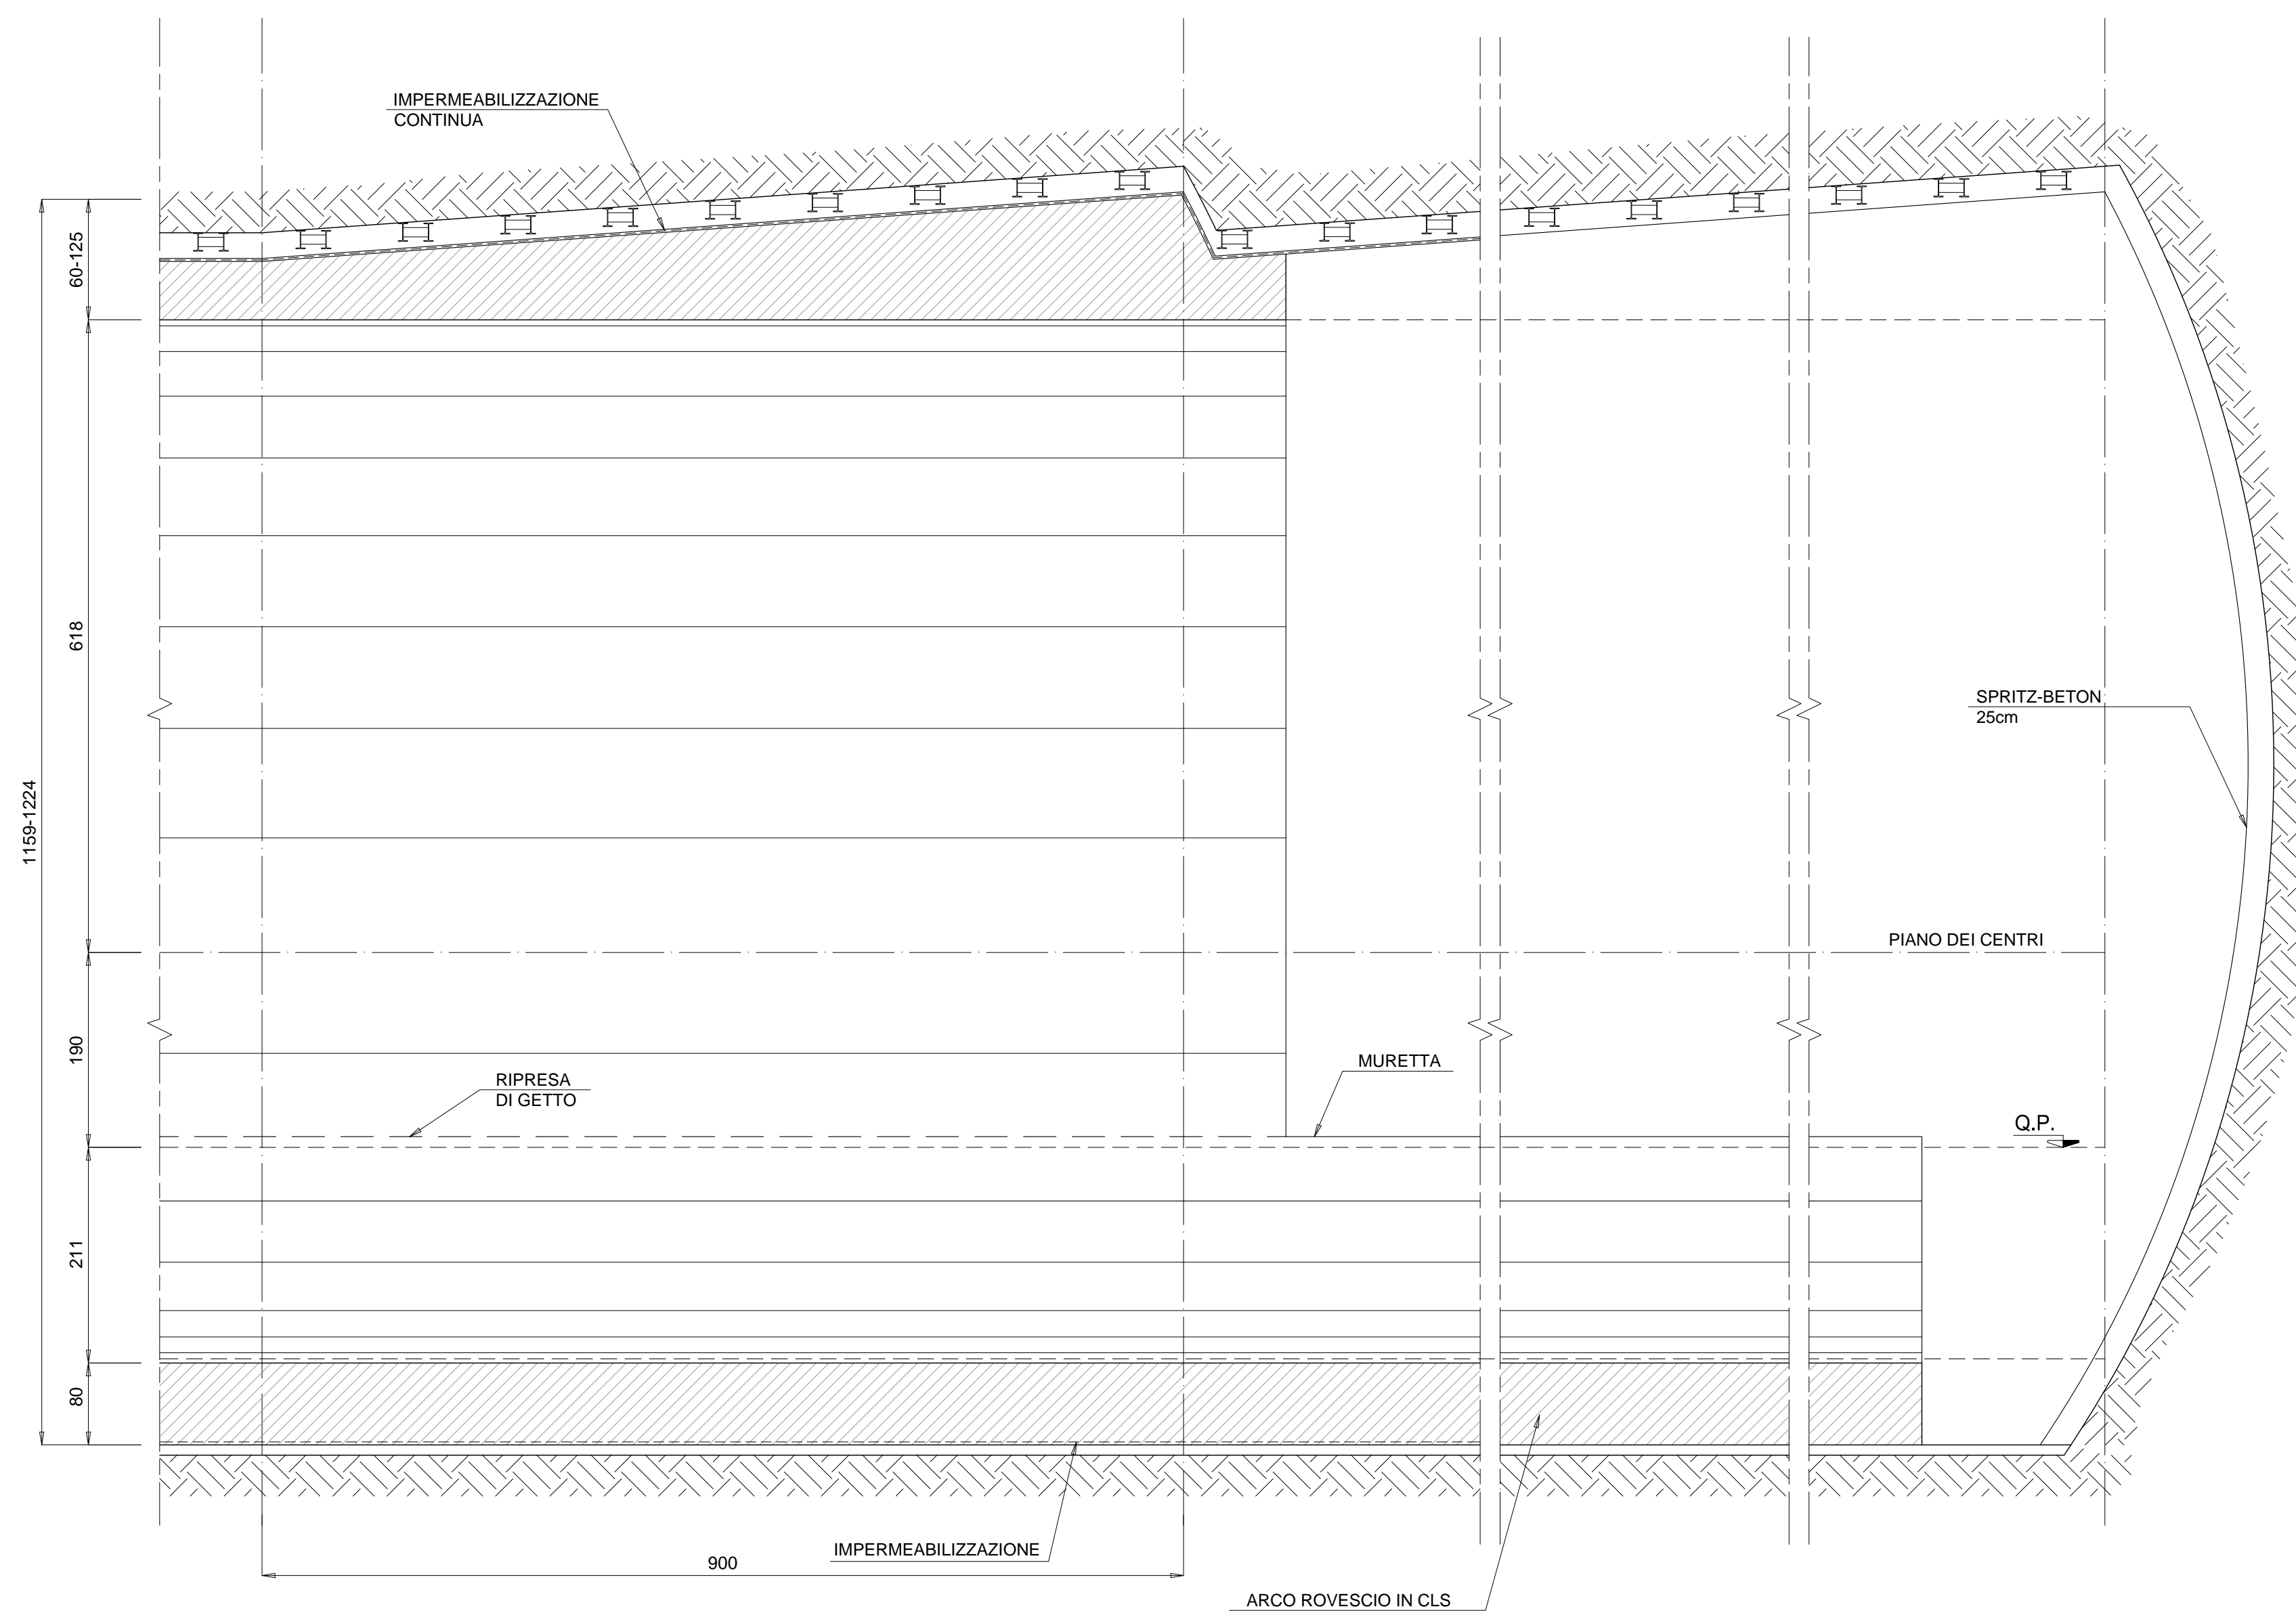 IMPERMEABILIZZAZIONE
CONTINUA
60-125
618
1159-1224
SPRITZ-BETON
25cm
PIANO DEI CENTRI
190
RIPRESA
DI GETTO
MURETTA
Q.P.
211
80
IMPERMEABILIZZAZIONE
900
ARCO ROVESCIO IN CLS